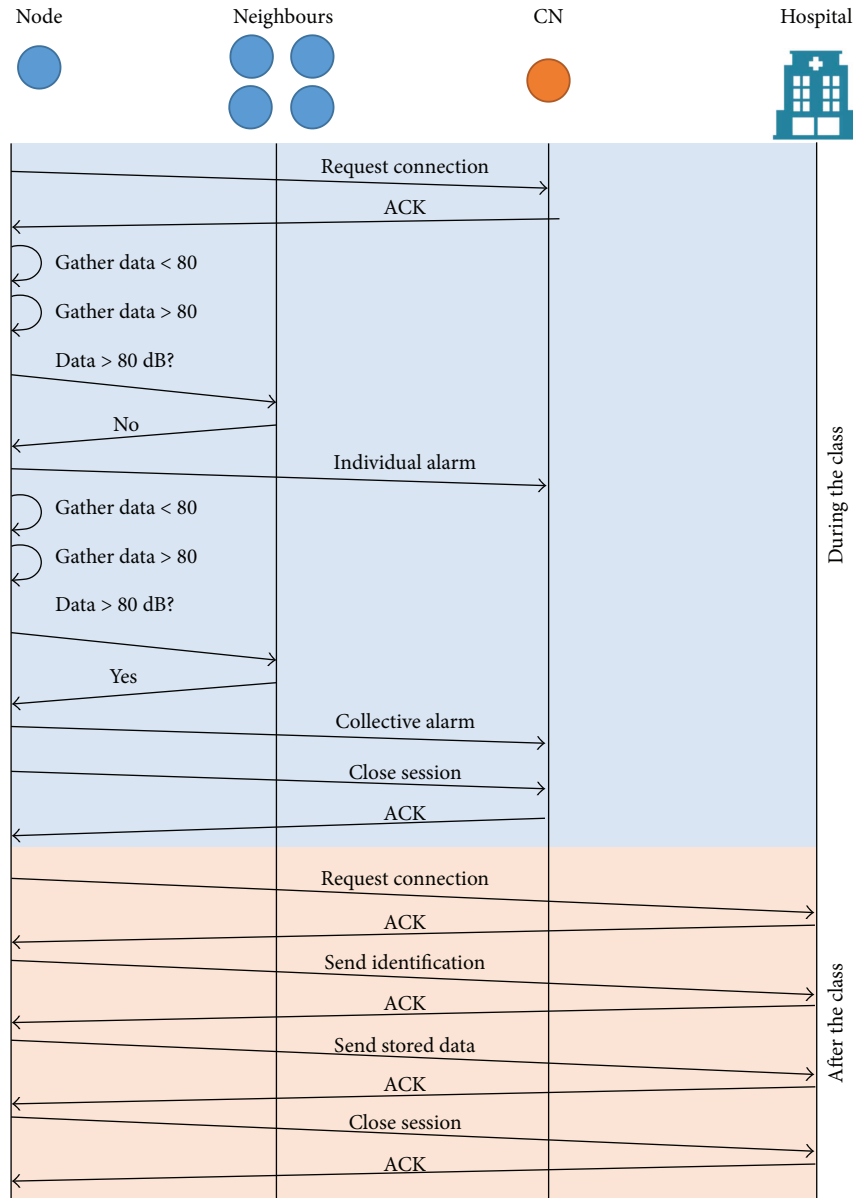 Node
Neighbours
CN
Hospital
Request connection
ACK
Gather data < 80
Gather data > 80
Data > 80 dB?
No
Individual alarm
Gather data < 80
Gather data > 80
Data > 80 dB?
Yes
Collective alarm
Close session
ACK
During the class
Request connection
ACK
Send identification
ACK
Send stored data
ACK
Close session
ACK
After the class